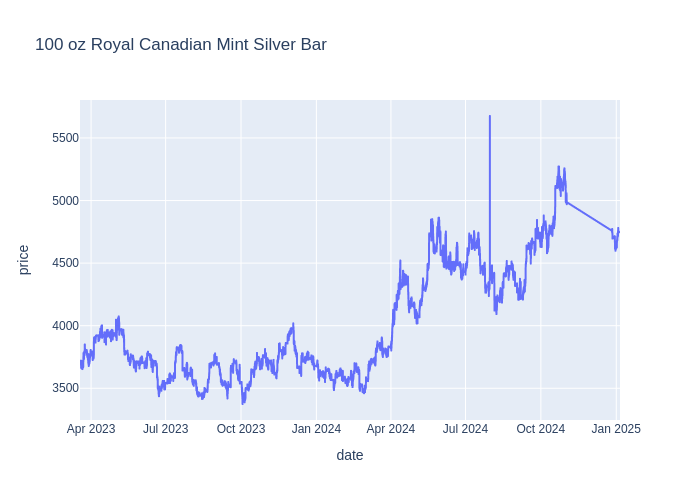 100 oz Royal Canadian Mint Silver Bar
price
5500
5000
4500
4000
3500
Apr 2023 Jul 2023 Oct 2023 Jan 2024 Apr 2024 Jul 2024 Oct 2024 Jan 2025
date